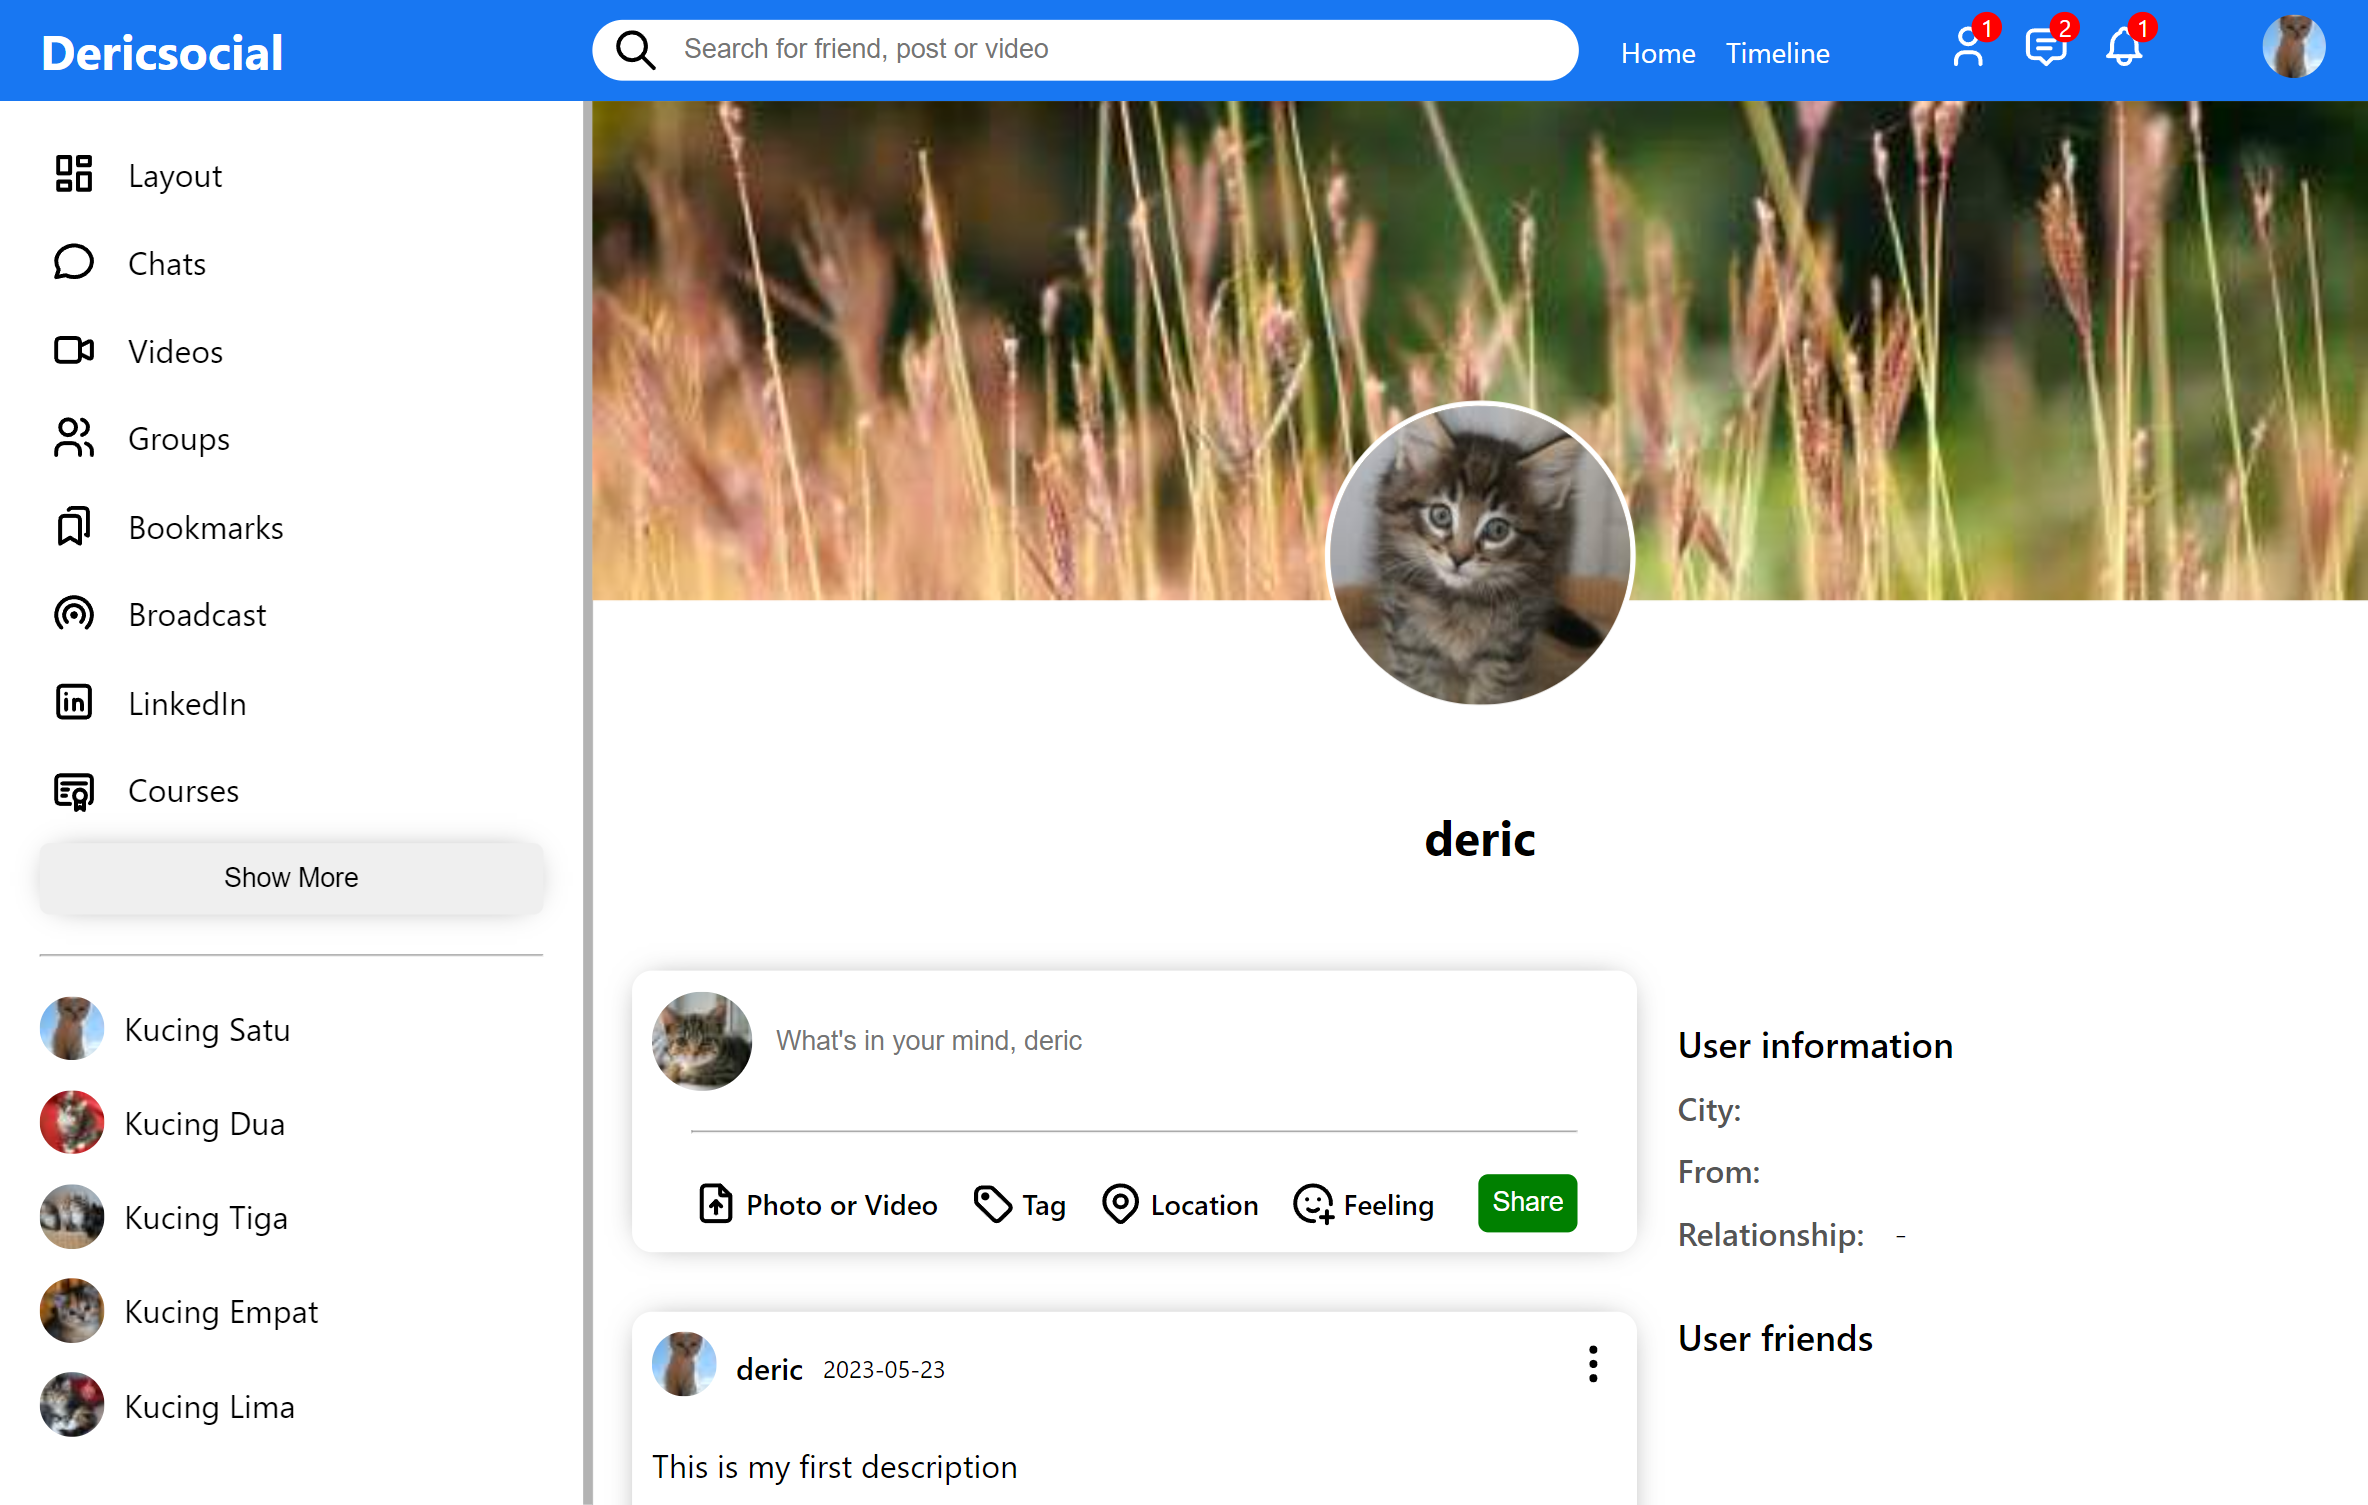 Dericsocial
Search for friend, post or video
Home
Timeline
1
2
1
Layout
Chats
Videos
Groups
Bookmarks
Broadcast
LinkedIn
Courses
Show More
Kucing Satu
Kucing Dua
Kucing Tiga
Kucing Empat
Kucing Lima
deric
What's in your mind, deric
Photo or Video
Tag
Location
Feeling
Share
deric 2023-05-23
This is my first description
User information
City:
From:
Relationship: -
User friends